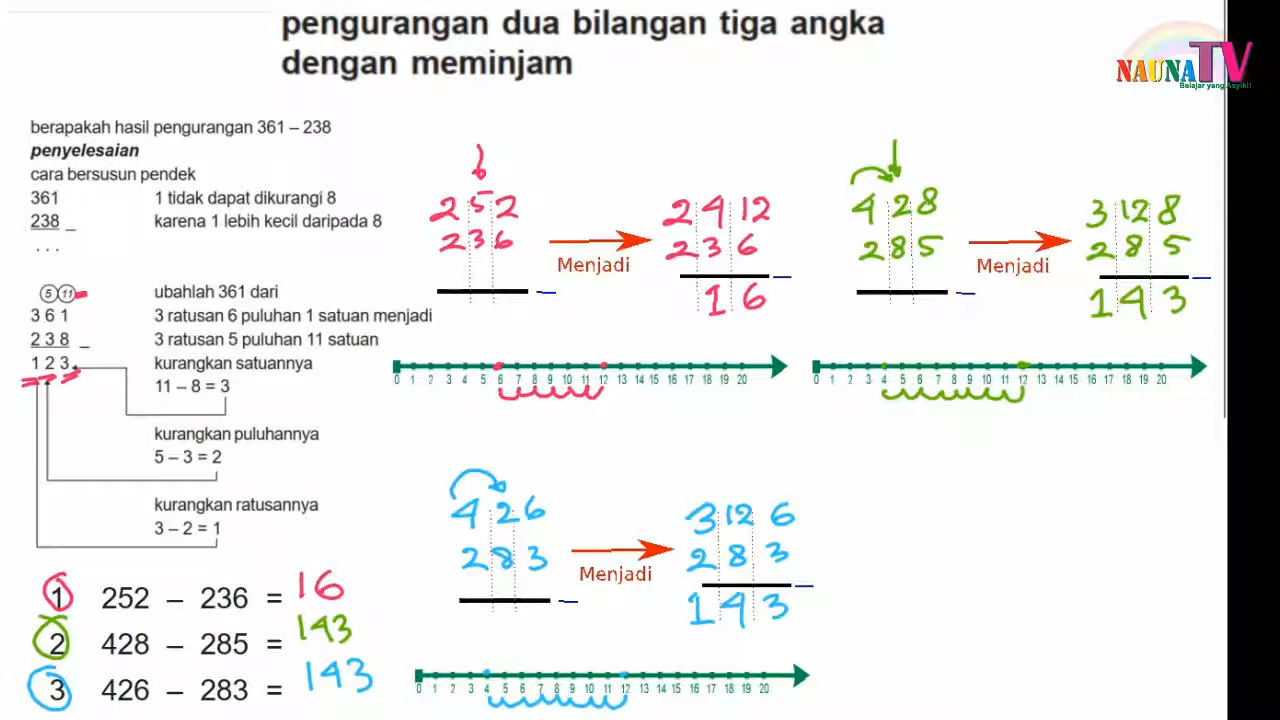 pengurangan dua bilangan tiga angka
dengan meminjam
NAUNATV
Belajar yang Asyik!!
berapakah hasil pengurangan 361 – 238
penyelesaian
cara bersusun pendek
361 1 tidak dapat dikurangi 8
238 _ karena 1 lebih kecil daripada 8
. . .
5 11 ubahlah 361 dari
3 6 1 3 ratusan 6 puluhan 1 satuan menjadi
2 3 8 _ 3 ratusan 5 puluhan 11 satuan
1 2 3 kurangkan satuannya
11 – 8 = 3
kurangkan puluhannya
5 – 3 = 2
kurangkan ratusannya
3 – 2 = 1
1 252 – 236 = 16
2 428 – 285 = 143
3 426 – 283 = 143
2 5 2
2 3 6
Menjadi
2 4 12
2 3 6
1 6
0 1 2 3 4 5 6 7 8 9 10 11 12 13 14 15 16 17 18 19 20
4 2 8
2 8 5
Menjadi
3 12 8
2 8 5
1 4 3
0 1 2 3 4 5 6 7 8 9 10 11 12 13 14 15 16 17 18 19 20
4 2 6
2 8 3
Menjadi
3 12 6
2 8 3
1 4 3
0 1 2 3 4 5 6 7 8 9 10 11 12 13 14 15 16 17 18 19 20